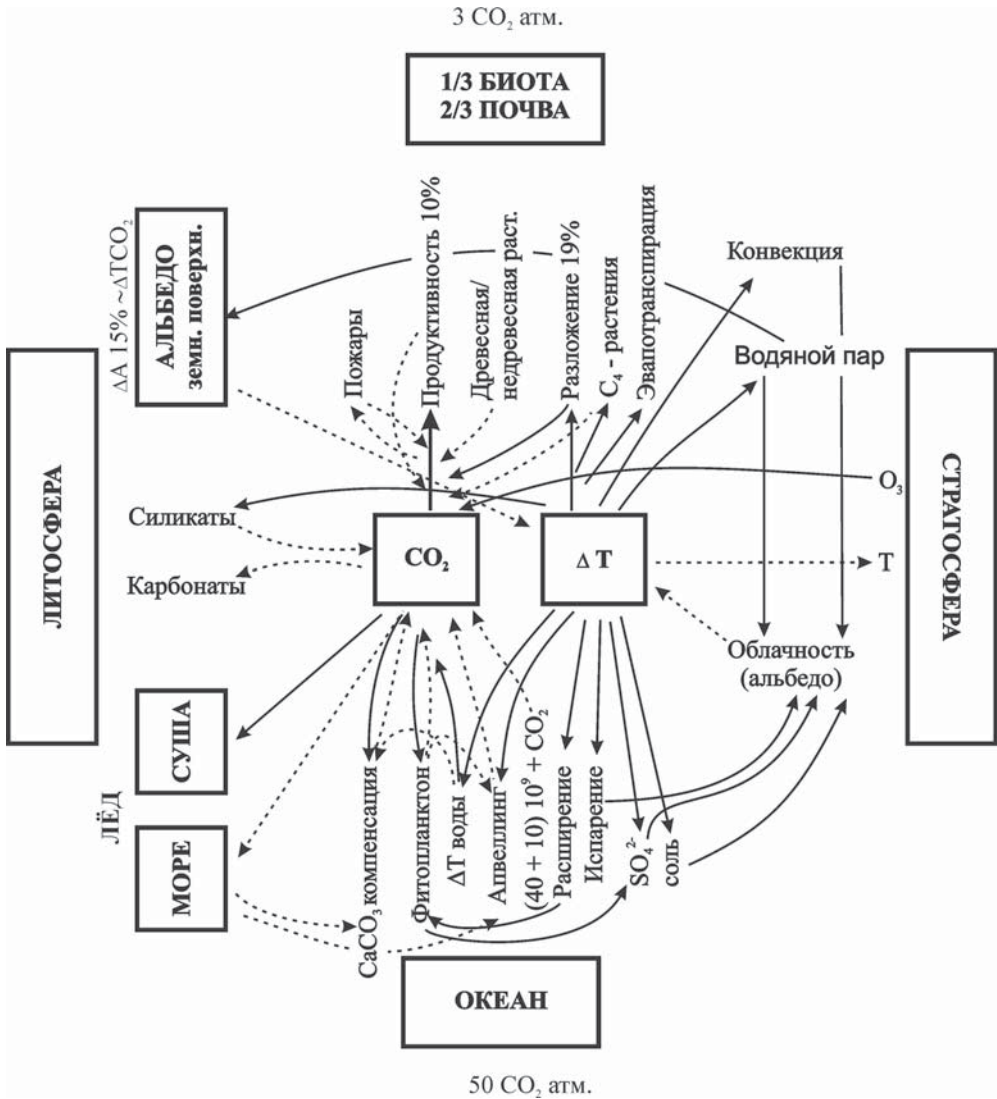 3 CO₂ атм.
1/3 БИОТА
2/3 ПОЧВА
ΔA 15% ~ΔTCO₂
АЛЬБЕДО
земн. поверхн.
Пожары
Продуктивность 10%
Древесная/
недревесная раст.
Разложение 19%
C₄ - растения
Эвапотранспирация
Конвекция
Водяной пар
ЛИТОСФЕРА
СТРАТОСФЕРА
O₃
T
Силикаты
Карбонаты
CO₂
Δ T
Облачность
(альбедо)
ЛЁД
СУША
МОРЕ
CaCO₃ компенсация
Фитопланктон
ΔT воды
Апвеллинг
(40 + 10) 10⁹ + CO₂
Расширение
Испарение
SO₄²⁻
соль
ОКЕАН
50 CO₂ атм.